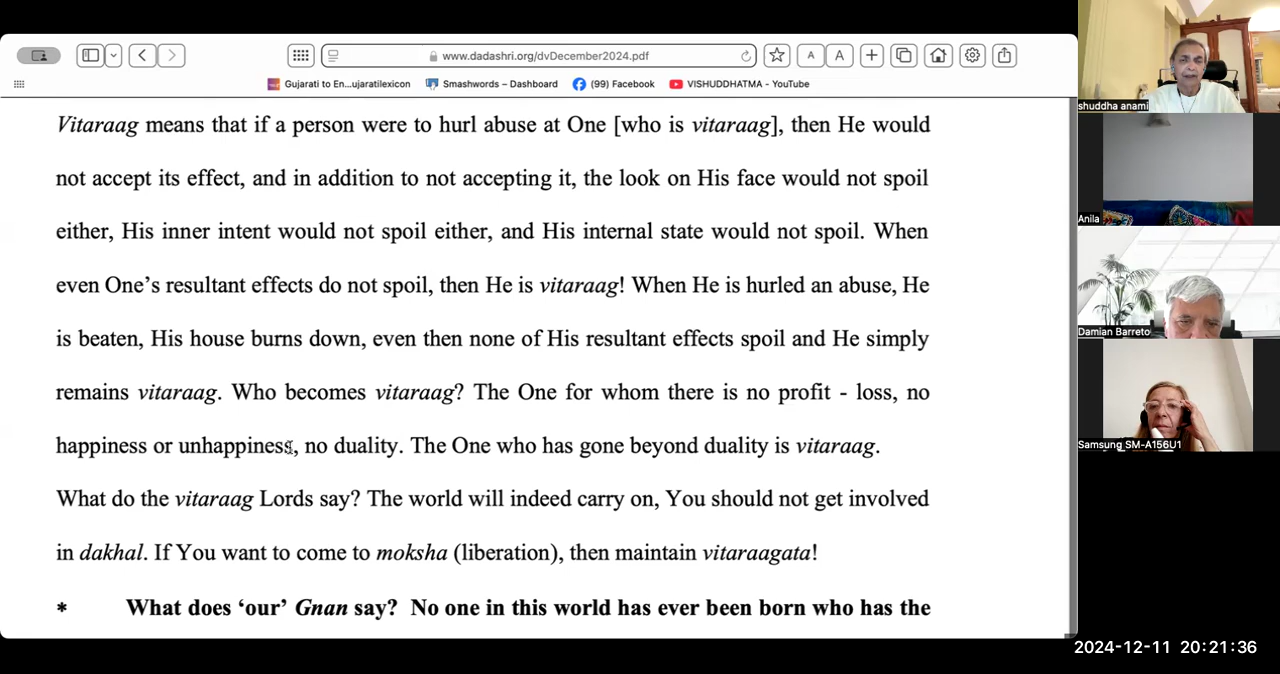 www.dadashri.org/dvDecember2024.pdf
A A
Gujarati to En...ujaratilexicon Smashwords – Dashboard (99) Facebook VISHUDDHATMA - YouTube
Vitaraag means that if a person were to hurl abuse at One [who is vitaraag], then He would
not accept its effect, and in addition to not accepting it, the look on His face would not spoil
either, His inner intent would not spoil either, and His internal state would not spoil. When
even One’s resultant effects do not spoil, then He is vitaraag! When He is hurled an abuse, He
is beaten, His house burns down, even then none of His resultant effects spoil and He simply
remains vitaraag. Who becomes vitaraag? The One for whom there is no profit - loss, no
happiness or unhappiness, no duality. The One who has gone beyond duality is vitaraag.
What do the vitaraag Lords say? The world will indeed carry on, You should not get involved
in dakhal. If You want to come to moksha (liberation), then maintain vitaraagata!
* What does ‘our’ Gnan say? No one in this world has ever been born who has the
shuddha anami
Anila
Damian Barreto
Samsung SM-A156U1
2024-12-11 20:21:36